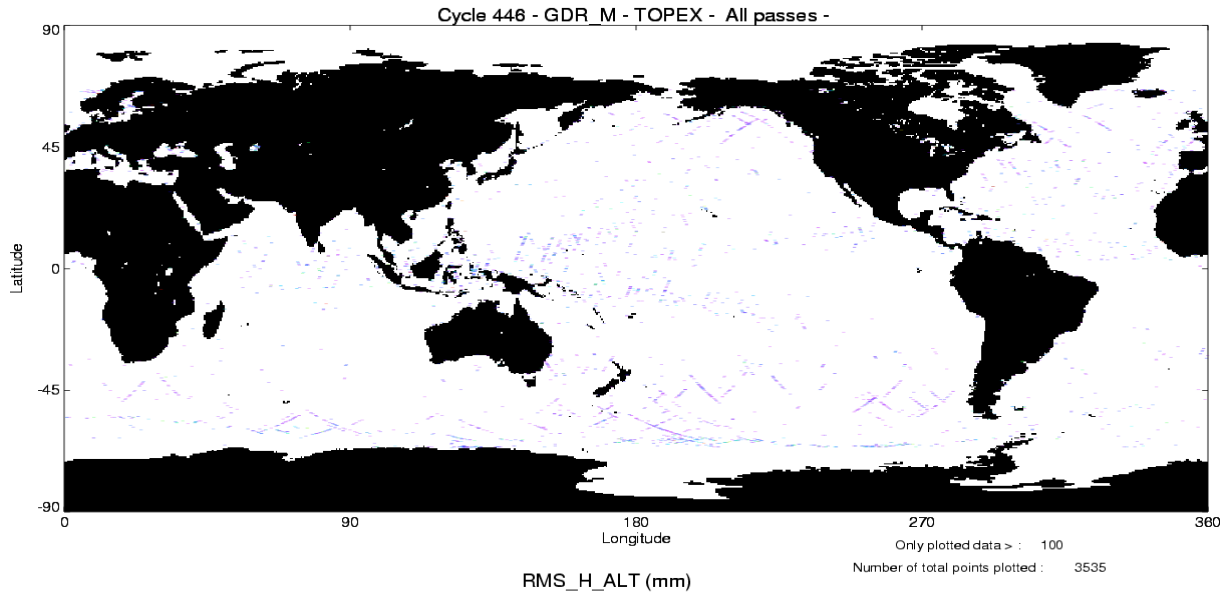 Cycle 446 - GDR_M - TOPEX - All passes -
90
45
0
-45
-90
Latitude
0 90 180 270 360
Longitude
Only plotted data > : 100
Number of total points plotted : 3535
RMS_H_ALT (mm)